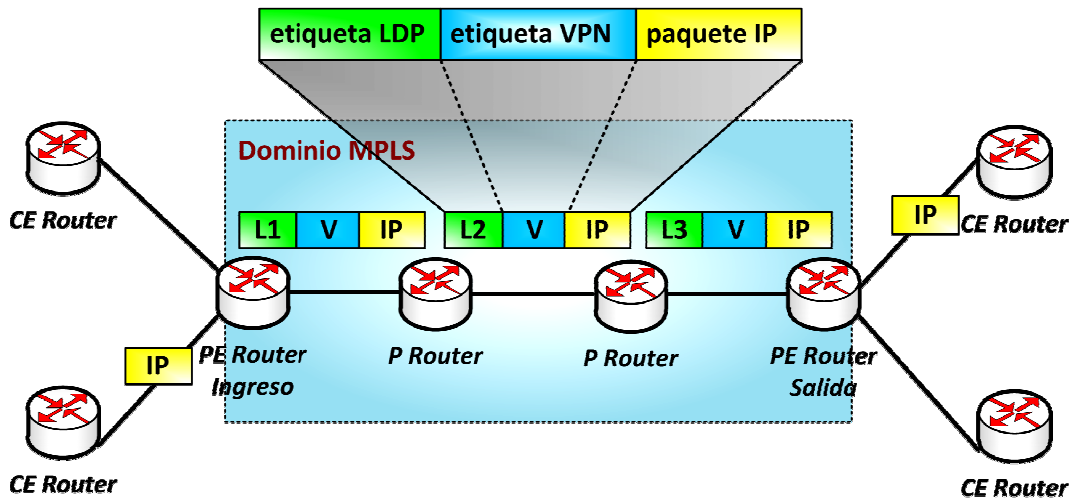 etiqueta LDP etiqueta VPN paquete IP
Dominio MPLS
CE Router
CE Router
L1 V IP
L2 V IP
L3 V IP
IP
IP
PE Router
Ingreso
P Router
P Router
PE Router
Salida
CE Router
CE Router